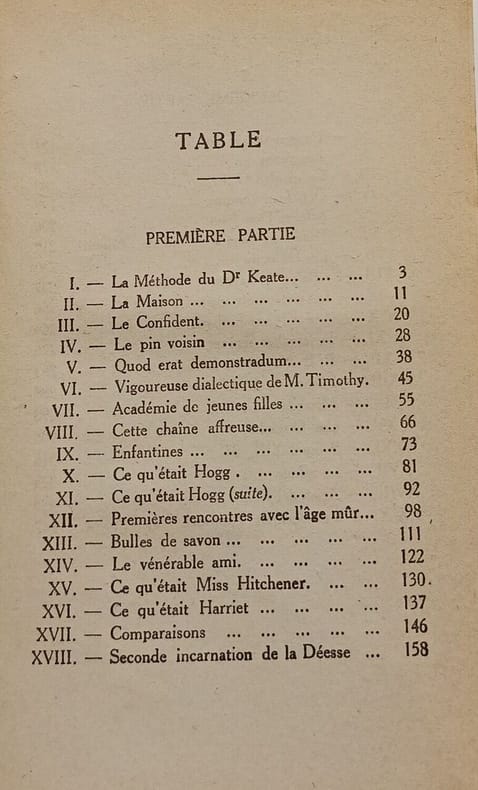 TABLE
PREMIÈRE PARTIE
I. — La Méthode du Dr Keate... ... ... 3
II. — La Maison ... ... ... ... ... ... 11
III. — Le Confident. ... ... ... ... ... 20
IV. — Le pin voisin ... ... ... ... ... 28
V. — Quod erat demonstradum... ... ... 38
VI. — Vigoureuse dialectique de M. Timothy. 45
VII. — Académie de jeunes filles ... ... ... 55
VIII. — Cette chaîne affreuse... ... ... ... 66
IX. — Enfantines ... ... ... ... ... ... 73
X. — Ce qu'était Hogg . ... ... ... ... 81
XI. — Ce qu'était Hogg (suite). ... ... ... 92
XII. — Premières rencontres avec l'âge mûr... 98
XIII. — Bulles de savon ... ... ... ... ... 111
XIV. — Le vénérable ami. ... ... ... ... 122
XV. — Ce qu'était Miss Hitchener. ... ... 130.
XVI. — Ce qu'était Harriet ... ... ... ... 137
XVII. — Comparaisons ... ... ... ... ... 146
XVIII. — Seconde incarnation de la Déesse ... 158